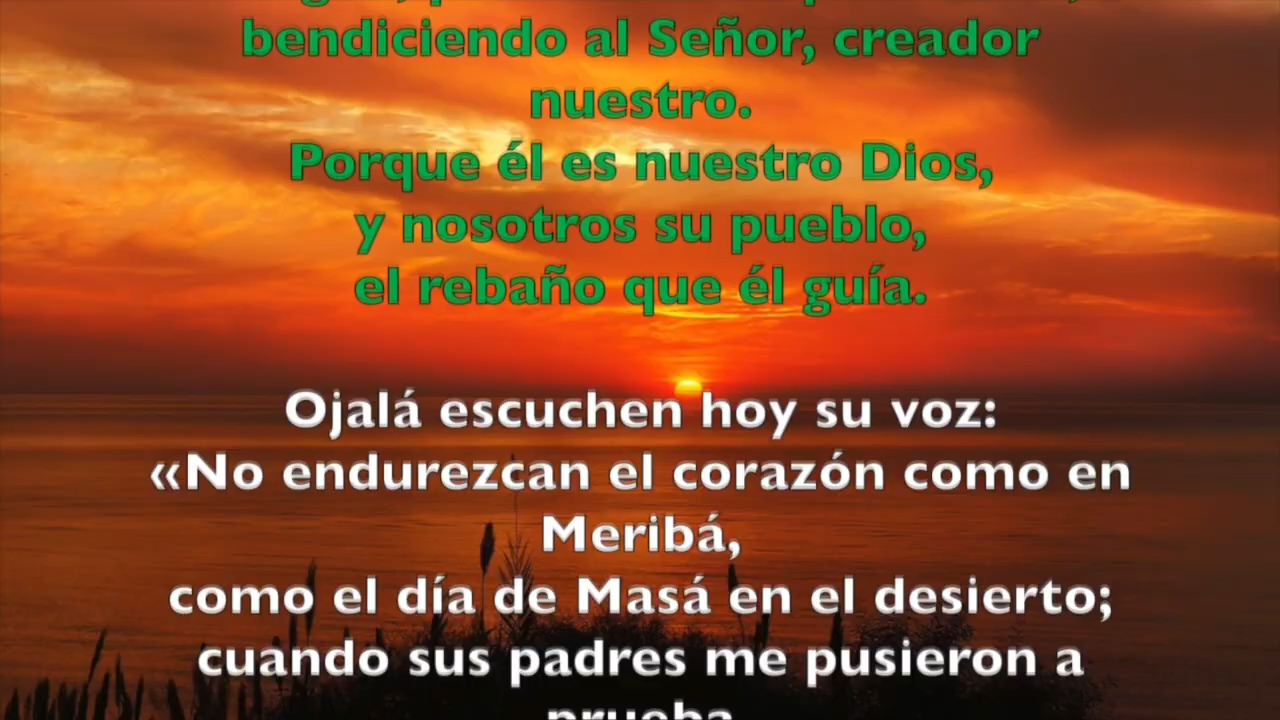 bendiciendo al Señor, creador
nuestro.
Porque él es nuestro Dios,
y nosotros su pueblo,
el rebaño que él guía.
Ojalá escuchen hoy su voz:
«No endurezcan el corazón como en
Meribá,
como el día de Masá en el desierto;
cuando sus padres me pusieron a
prueba